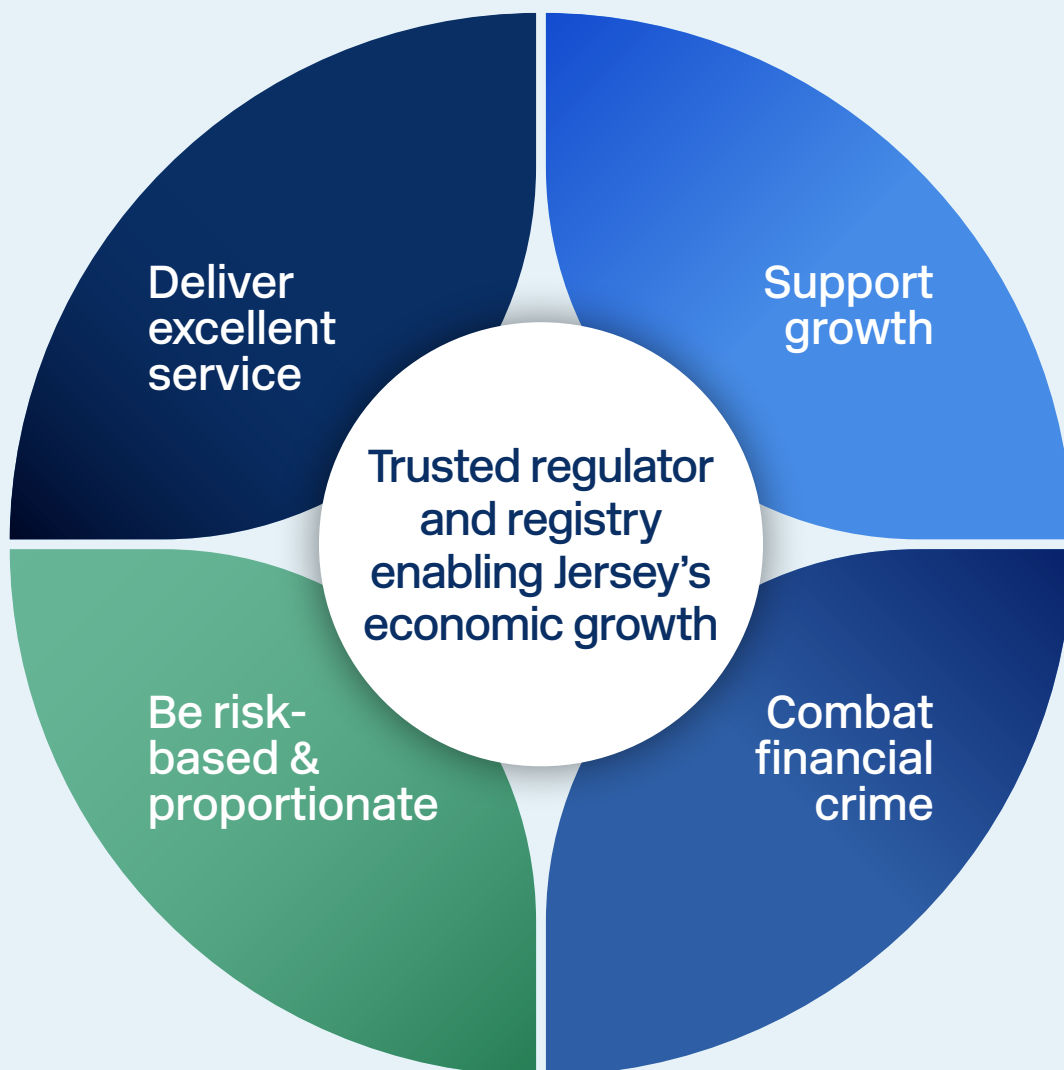 Deliver
excellent
service
Support
growth
Trusted regulator
and registry
enabling Jersey’s
economic growth
Be risk-
based &
proportionate
Combat
financial
crime